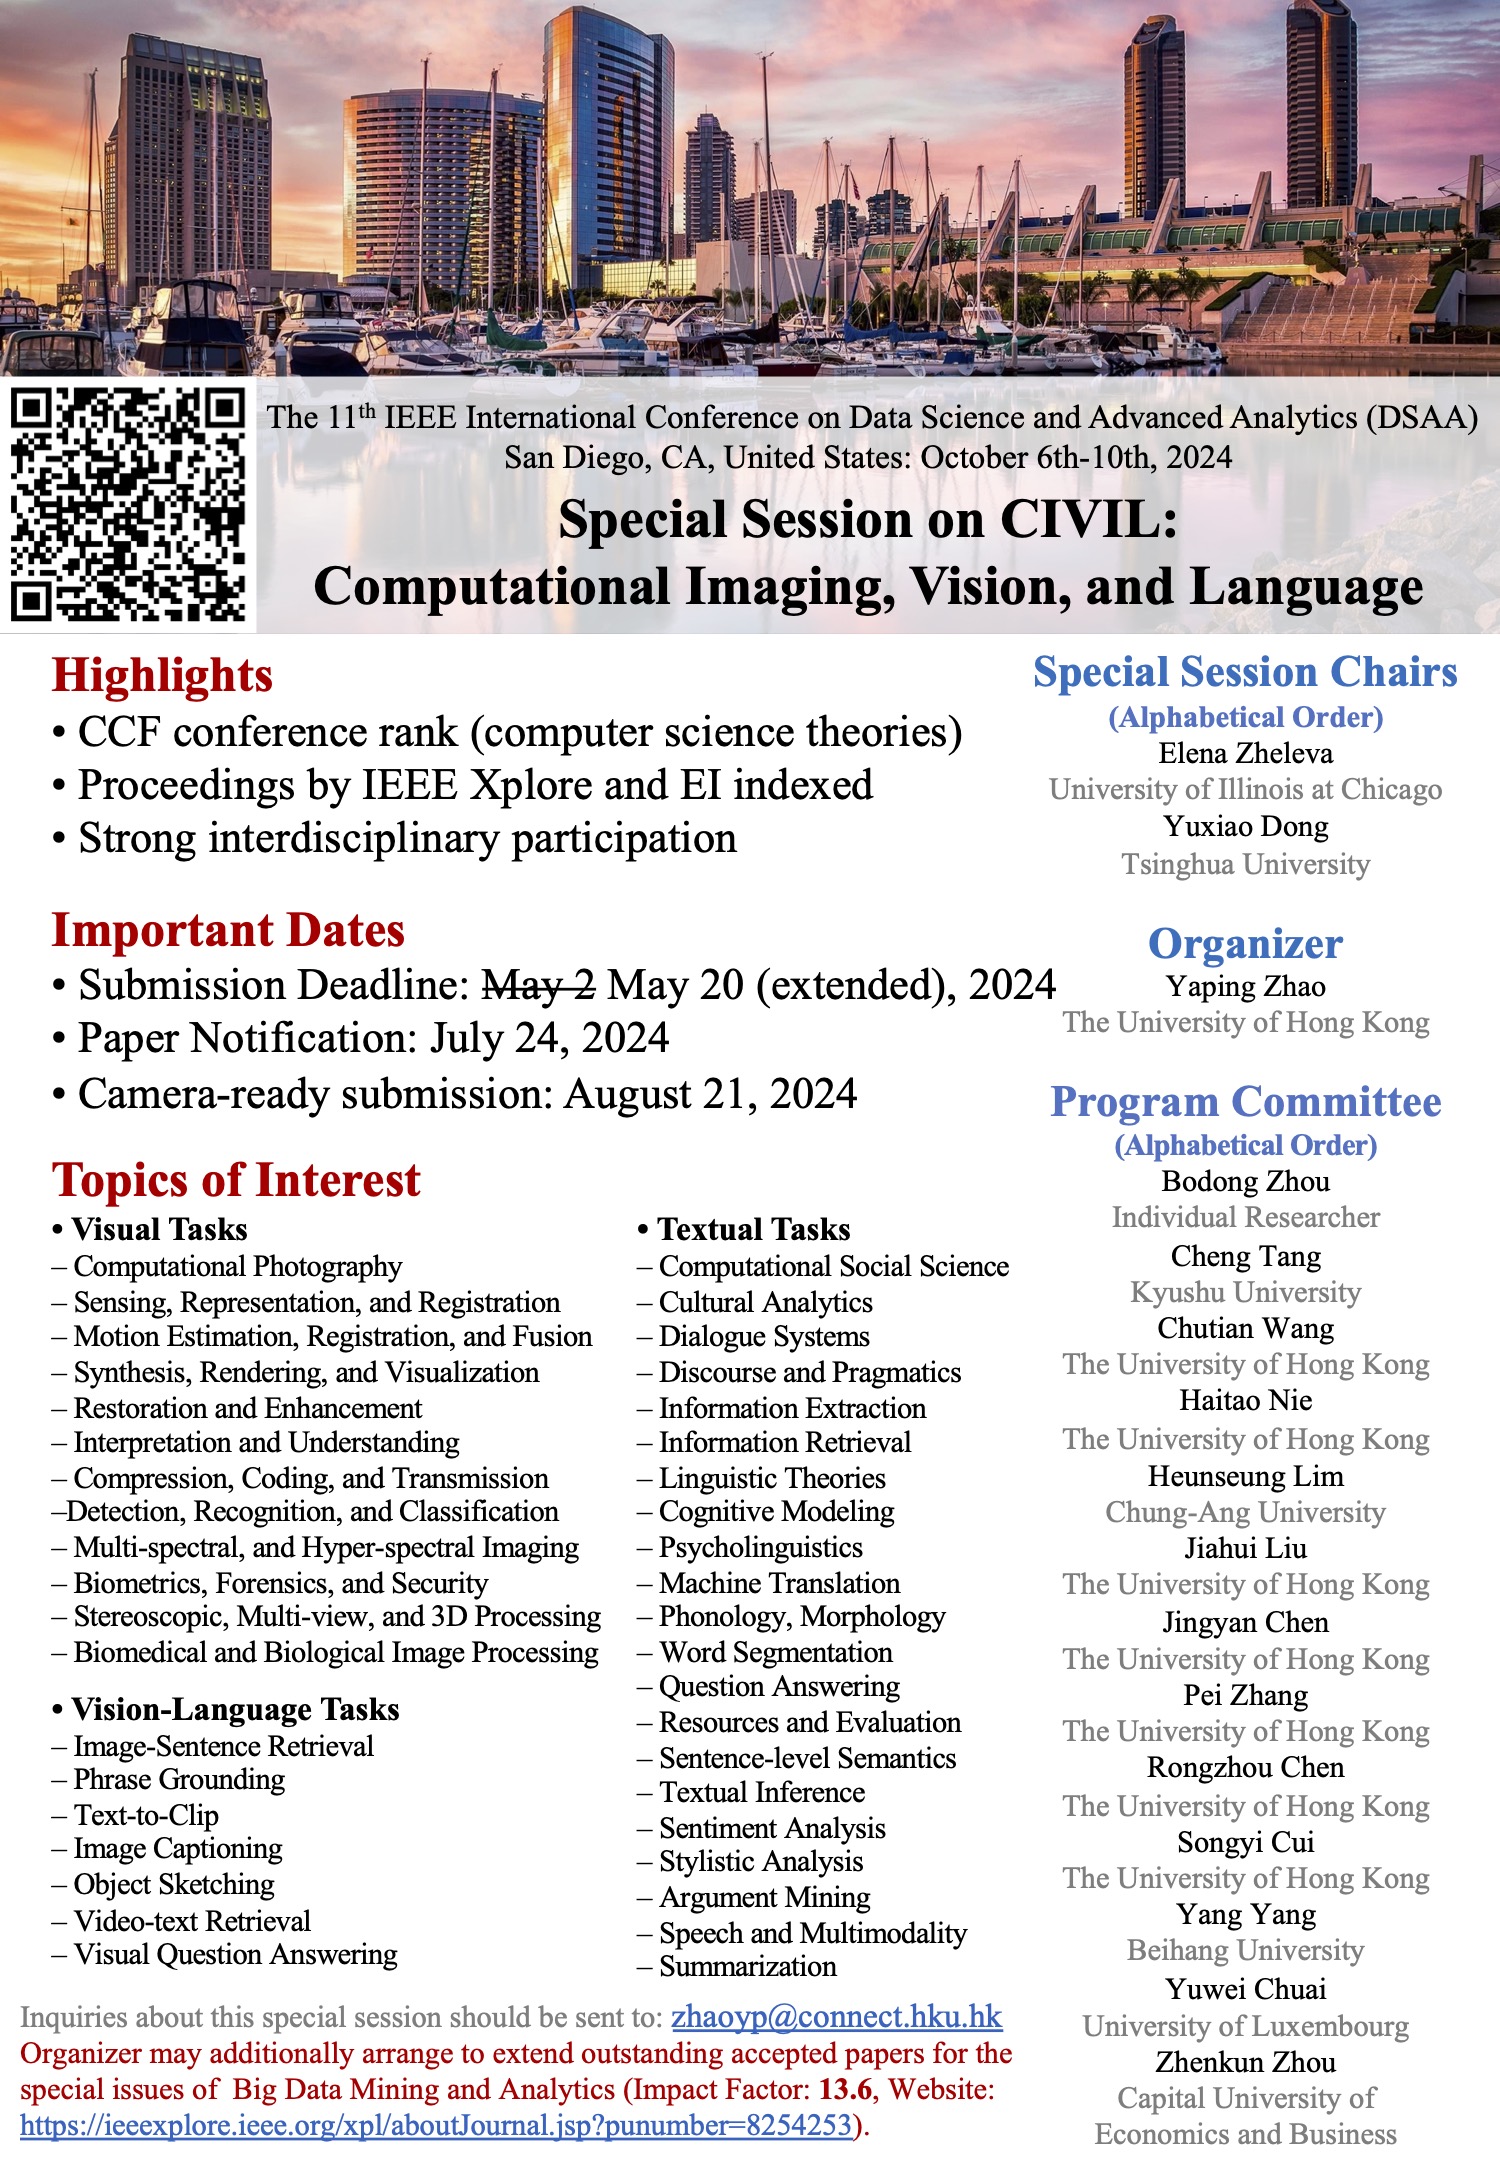 The 11th IEEE International Conference on Data Science and Advanced Analytics (DSAA)
San Diego, CA, United States: October 6th-10th, 2024
Special Session on CIVIL:
Computational Imaging, Vision, and Language
Highlights
• CCF conference rank (computer science theories)
• Proceedings by IEEE Xplore and EI indexed
• Strong interdisciplinary participation
Important Dates
• Submission Deadline: May 2 May 20 (extended), 2024
• Paper Notification: July 24, 2024
• Camera-ready submission: August 21, 2024
Topics of Interest
• Visual Tasks
– Computational Photography
– Sensing, Representation, and Registration
– Motion Estimation, Registration, and Fusion
– Synthesis, Rendering, and Visualization
– Restoration and Enhancement
– Interpretation and Understanding
– Compression, Coding, and Transmission
–Detection, Recognition, and Classification
– Multi-spectral, and Hyper-spectral Imaging
– Biometrics, Forensics, and Security
– Stereoscopic, Multi-view, and 3D Processing
– Biomedical and Biological Image Processing
• Vision-Language Tasks
– Image-Sentence Retrieval
– Phrase Grounding
– Text-to-Clip
– Image Captioning
– Object Sketching
– Video-text Retrieval
– Visual Question Answering
• Textual Tasks
– Computational Social Science
– Cultural Analytics
– Dialogue Systems
– Discourse and Pragmatics
– Information Extraction
– Information Retrieval
– Linguistic Theories
– Cognitive Modeling
– Psycholinguistics
– Machine Translation
– Phonology, Morphology
– Word Segmentation
– Question Answering
– Resources and Evaluation
– Sentence-level Semantics
– Textual Inference
– Sentiment Analysis
– Stylistic Analysis
– Argument Mining
– Speech and Multimodality
– Summarization
Inquiries about this special session should be sent to: zhaoyp@connect.hku.hk
Organizer may additionally arrange to extend outstanding accepted papers for the
special issues of Big Data Mining and Analytics (Impact Factor: 13.6, Website:
https://ieeexplore.ieee.org/xpl/aboutJournal.jsp?punumber=8254253).
Special Session Chairs
(Alphabetical Order)
Elena Zheleva
University of Illinois at Chicago
Yuxiao Dong
Tsinghua University
Organizer
Yaping Zhao
The University of Hong Kong
Program Committee
(Alphabetical Order)
Bodong Zhou
Individual Researcher
Cheng Tang
Kyushu University
Chutian Wang
The University of Hong Kong
Haitao Nie
The University of Hong Kong
Heunseung Lim
Chung-Ang University
Jiahui Liu
The University of Hong Kong
Jingyan Chen
The University of Hong Kong
Pei Zhang
The University of Hong Kong
Rongzhou Chen
The University of Hong Kong
Songyi Cui
The University of Hong Kong
Yang Yang
Beihang University
Yuwei Chuai
University of Luxembourg
Zhenkun Zhou
Capital University of
Economics and Business